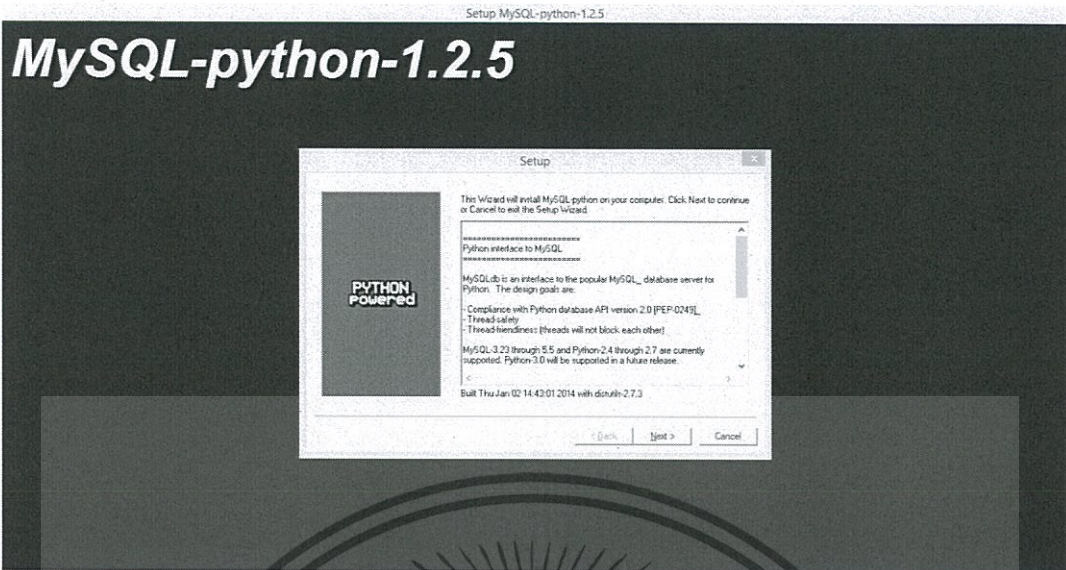 Setup MySQL-python-1.2.5
MySQL-python-1.2.5
Setup
This Wizard will install MySQL-python on your computer. Click Next to continue
or Cancel to exit the Setup Wizard.
=========================
Python interface to MySQL
=========================
MySQLdb is an interface to the popular MySQL_ database server for
Python. The design goals are:
- Compliance with Python database API version 2.0 [PEP-0249]_
- Thread-safety
- Thread-friendliness (threads will not block each other)
MySQL-3.23 through 5.5 and Python-2.4 through 2.7 are currently
supported. Python-3.0 will be supported in a future release.
PYTHON
powered
Built Thu Jan 02 14:43:01 2014 with distutils-2.7.3
< Back
Next >
Cancel